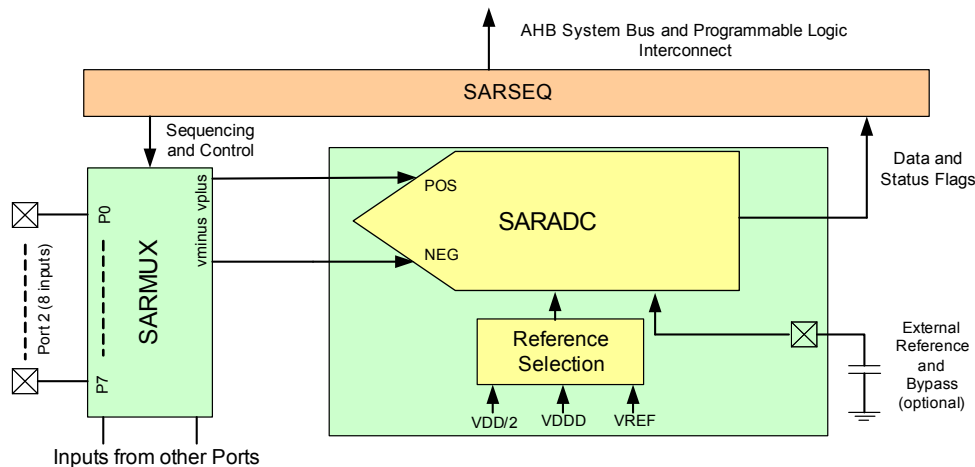 AHB System Bus and Programmable Logic
Interconnect
SARSEQ
Sequencing
and Control
Data and
Status Flags
vminus vplus
POS
P0
SARADC
Port 2 (8 inputs)
SARMUX
NEG
Reference
Selection
External
Reference
and
Bypass
(optional)
P7
VDD/2
VDDD
VREF
Inputs from other Ports